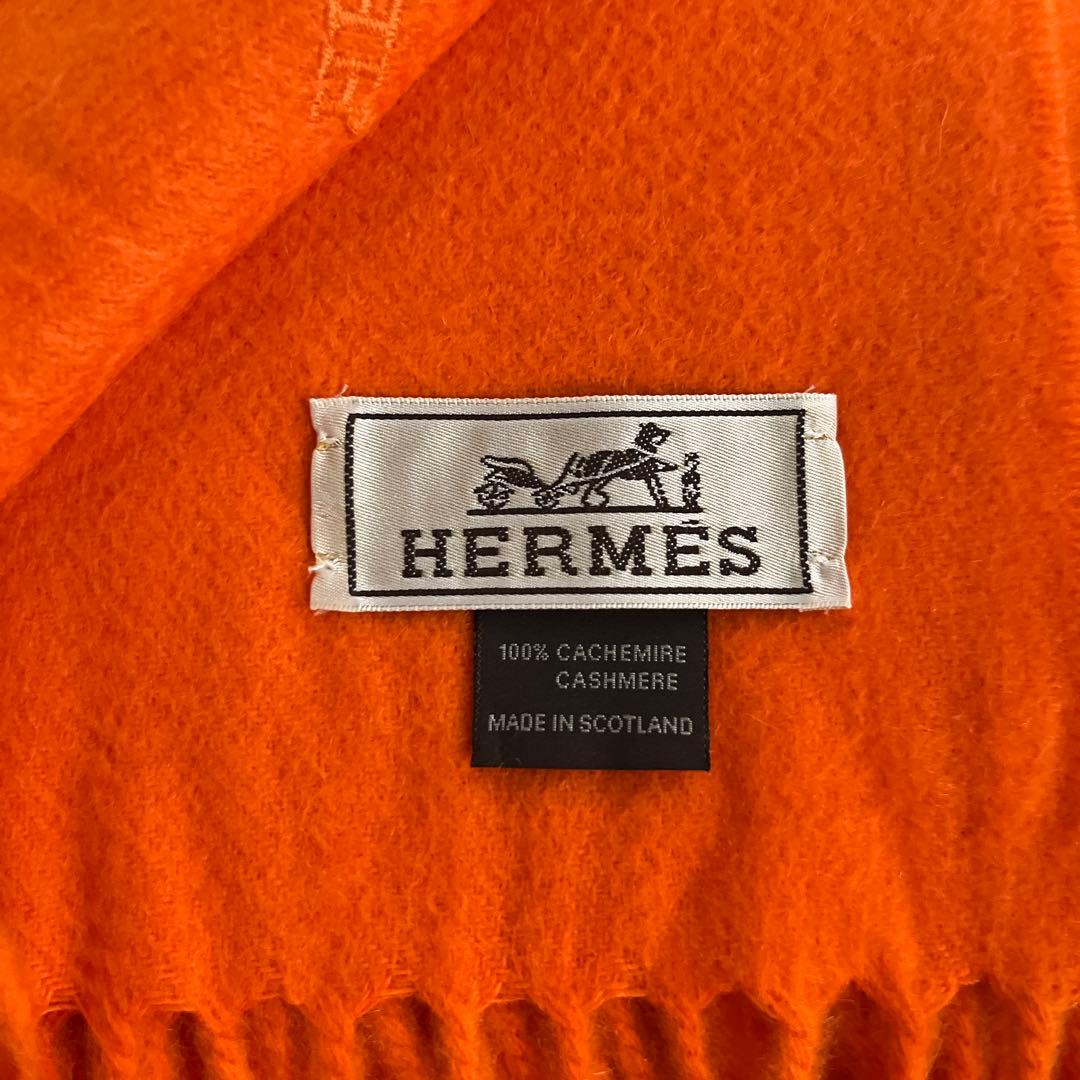 HERMÈS
100% CACHEMIRE
CASHMERE
MADE IN SCOTLAND